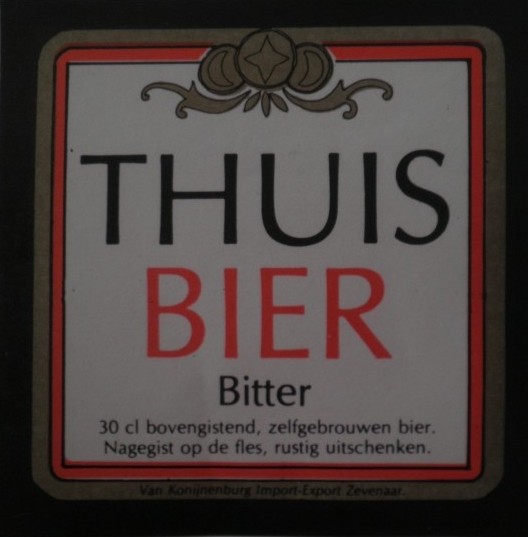 THUIS
BIER
Bitter
30 cl bovengistend, zelfgebrouwen bier.
Nagegist op de fles, rustig uitschenken.
Van Konijnenburg Import-Export Zevenaar.